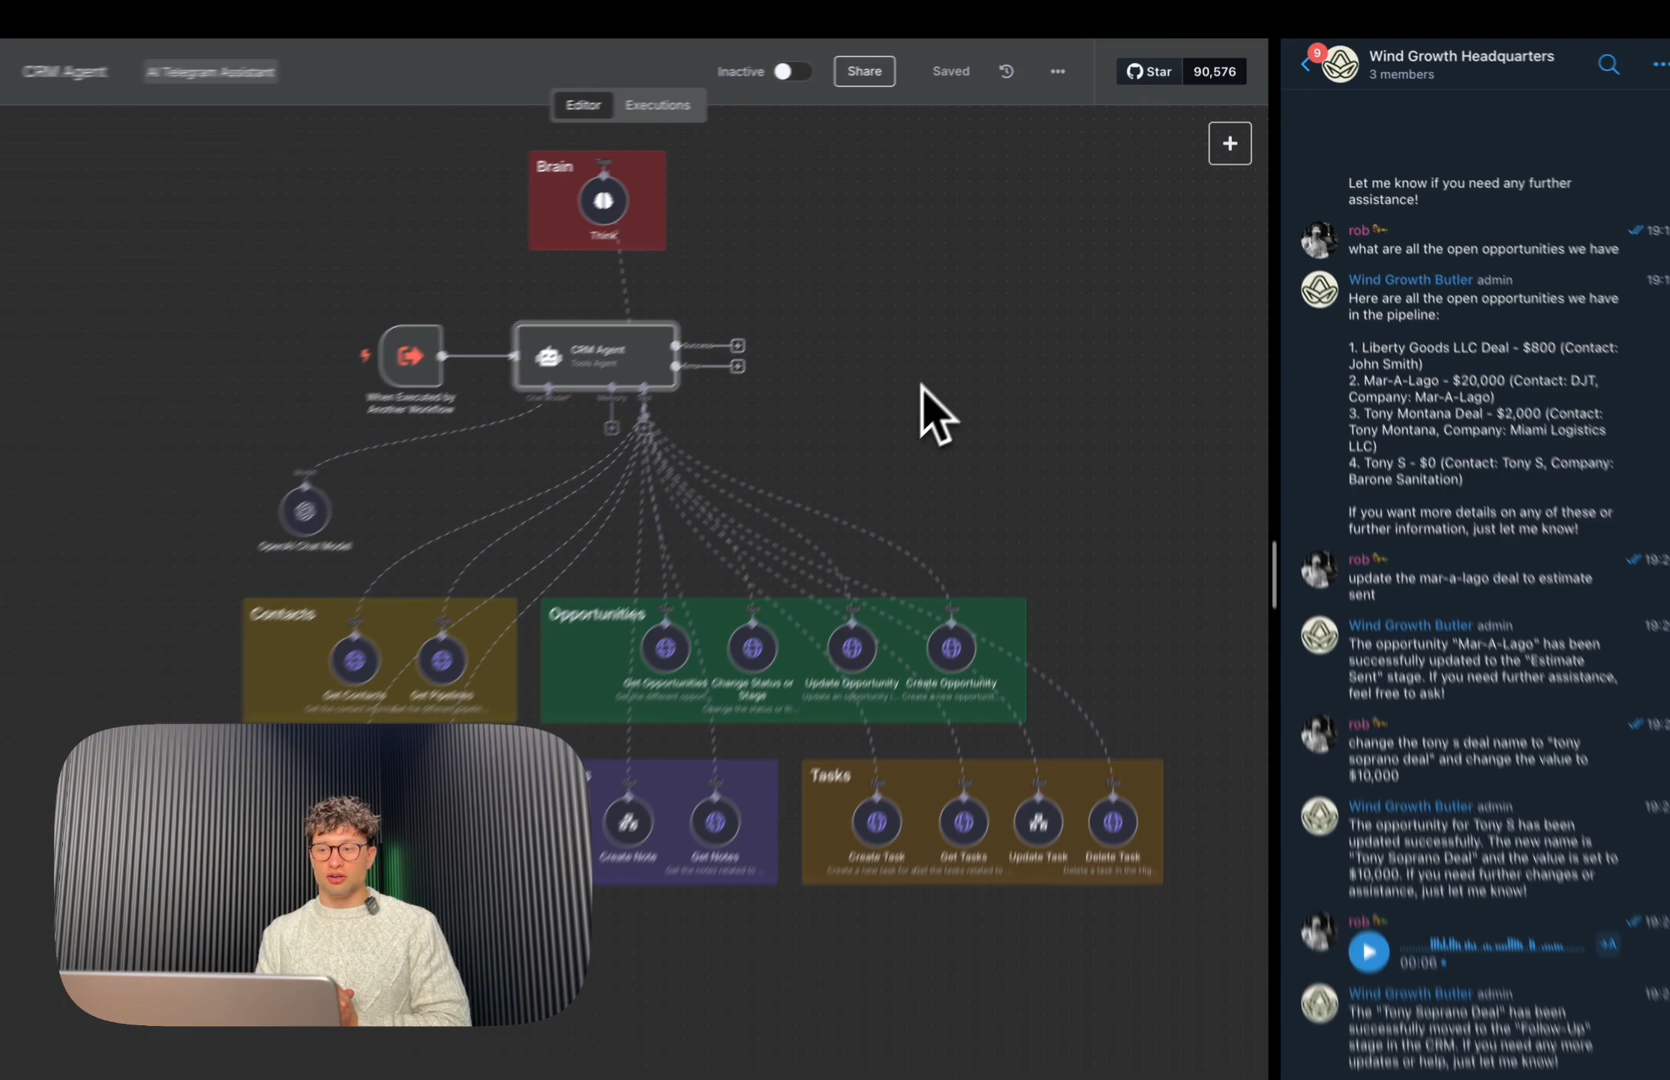 CRM Agent
AI Telegram Assistant
Inactive
Share
Saved
Star
90,576
Editor
Executions
Brain
Think
When Executed by
Another Workflow
CRM Agent
Tools Agent
Success
Chat Model*
Memory
OpenAI Chat Model
Contacts
Get Contacts
Get Pipelines
Opportunities
Get Opportunities
Change Status or
Stage
Update Opportunity
Create Opportunity
Create Note
Get Notes
Tasks
Create Task
Get Tasks
Update Task
Delete Task
9
Wind Growth Headquarters
3 members
Let me know if you need any further
assistance!
rob
what are all the open opportunities we have
Wind Growth Butler admin
Here are all the open opportunities we have
in the pipeline:
1. Liberty Goods LLC Deal - $800 (Contact:
John Smith)
2. Mar-A-Lago - $20,000 (Contact: DJT,
Company: Mar-A-Lago)
3. Tony Montana Deal - $2,000 (Contact:
Tony Montana, Company: Miami Logistics
LLC)
4. Tony S - $0 (Contact: Tony S, Company:
Barone Sanitation)
If you want more details on any of these or
further information, just let me know!
rob
update the mar-a-lago deal to estimate
sent
Wind Growth Butler admin
The opportunity "Mar-A-Lago" has been
successfully updated to the "Estimate
Sent" stage. If you need further assistance,
feel free to ask!
rob
change the tony s deal name to "tony
soprano deal" and change the value to
$10,000
Wind Growth Butler admin
The opportunity for Tony S has been
updated successfully. The new name is
"Tony Soprano Deal" and the value is set to
$10,000. If you need further changes or
assistance, just let me know!
rob
00:06
Wind Growth Butler admin
The "Tony Soprano Deal" has been
successfully moved to the "Follow-Up"
stage in the CRM. If you need any more
updates or help, just let me know!